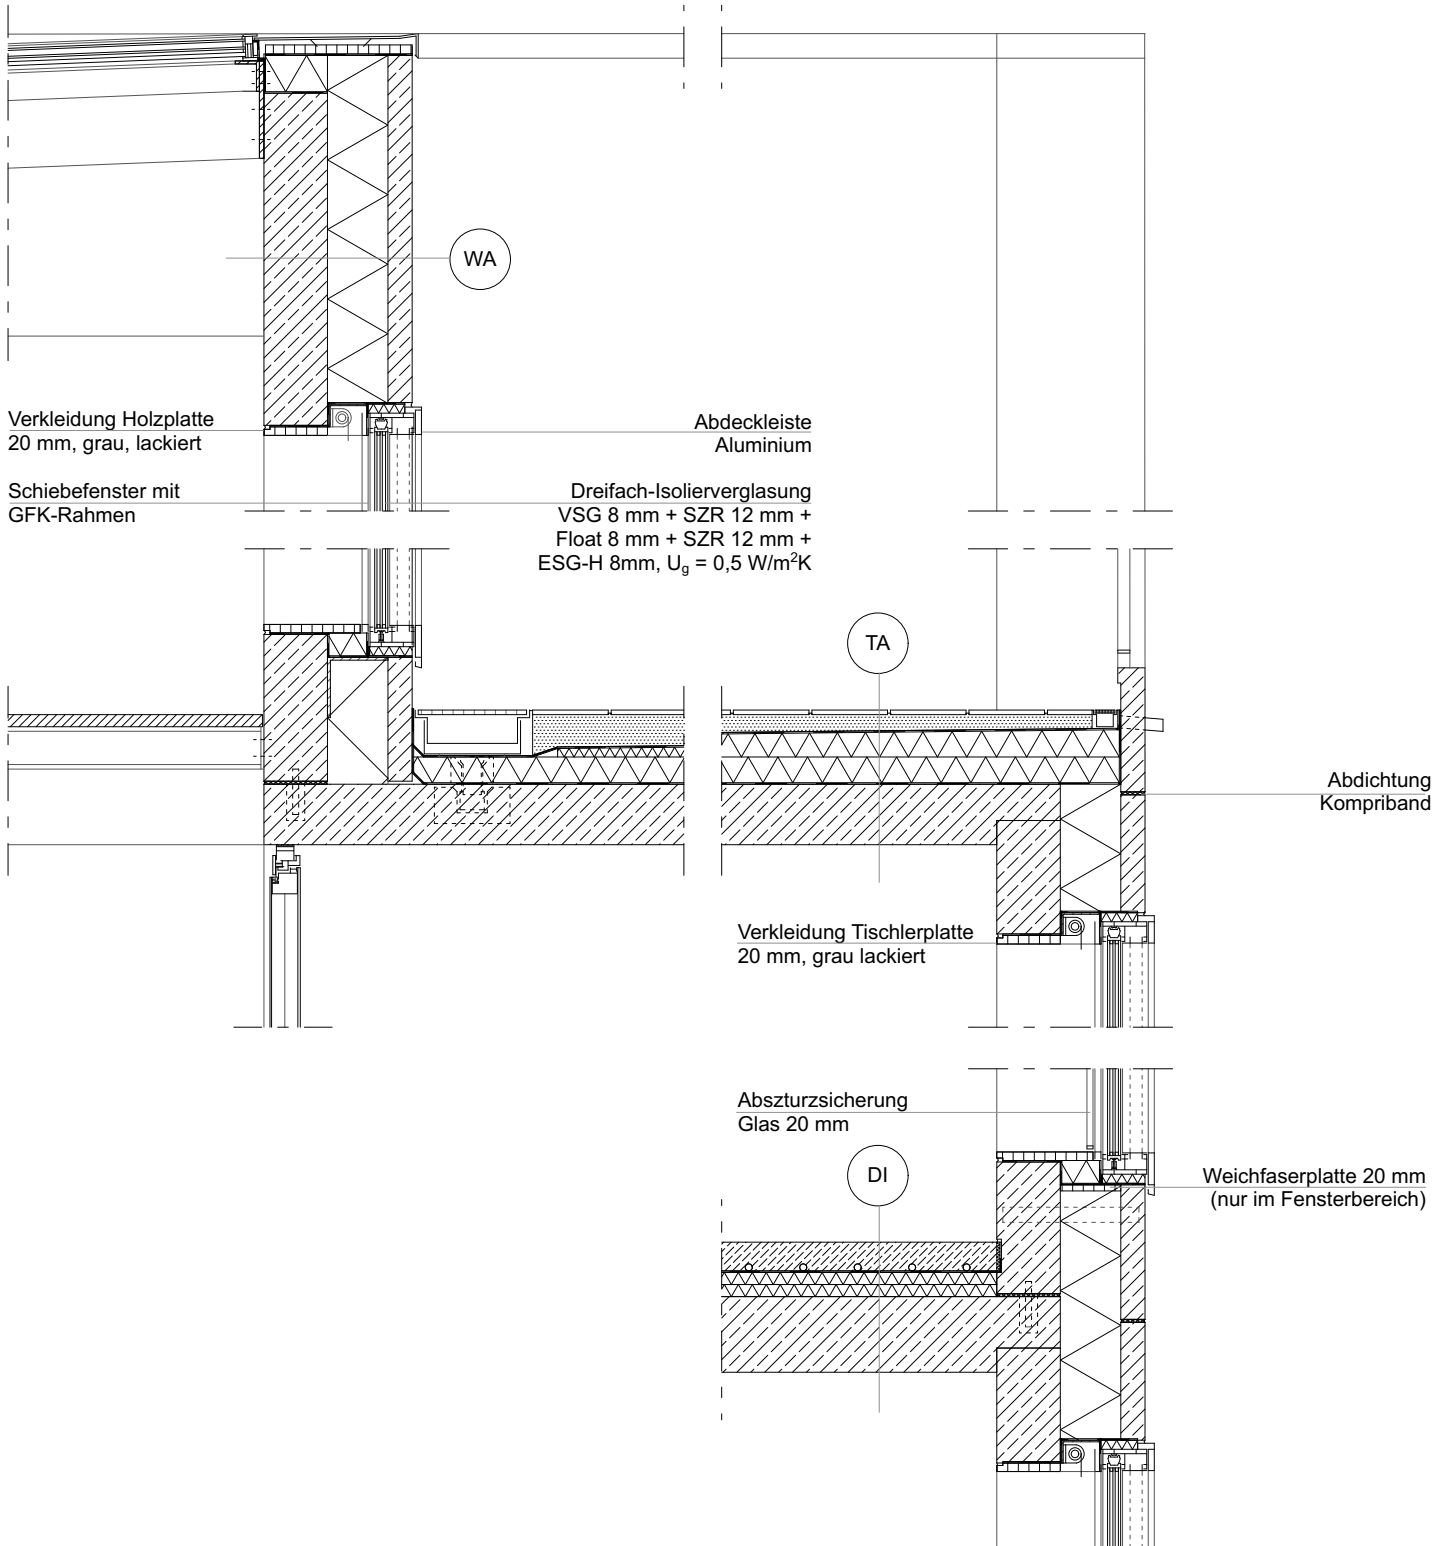 WA
Verkleidung Holzplatte
20 mm, grau, lackiert
Abdeckleiste
Aluminium
Schiebefenster mit
GFK-Rahmen
Dreifach-Isolierverglasung
VSG 8 mm + SZR 12 mm +
Float 8 mm + SZR 12 mm +
ESG-H 8mm, U<sub>g</sub> = 0,5 W/m²K
TA
Abdichtung
Kompriband
Verkleidung Tischlerplatte
20 mm, grau lackiert
Abszturzsicherung
Glas 20 mm
DI
Weichfaserplatte 20 mm
(nur im Fensterbereich)